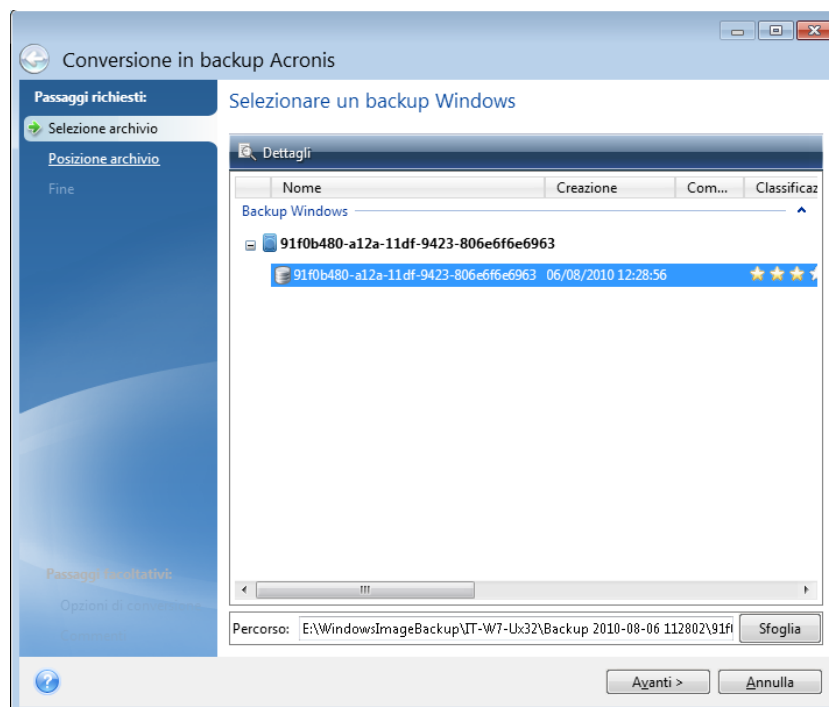 Conversione in backup Acronis
Passaggi richiesti:
Selezione archivio
Posizione archivio
Fine
Selezionare un backup Windows
Dettagli
Nome Creazione Com... Classificaz
Backup Windows
91f0b480-a12a-11df-9423-806e6f6e6963
91f0b480-a12a-11df-9423-806e6f6e6963 06/08/2010 12:28:56
Passaggi facoltativi:
Opzioni di
Percorso: E:\WindowsImageBackup\IT-W7-Ux32\Backup 2010-08-06 112802\91f Sfoglia
Avanti > Annulla